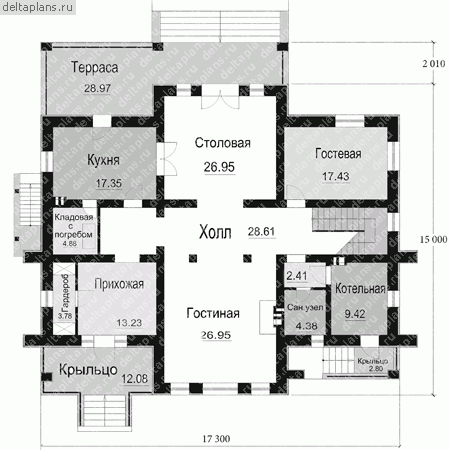 deltaplans.ru
Терраса
28.97
2 010
Столовая
26.95
Гостевая
17.43
Кухня
17.35
Кладовая
с
погребом
4.88
Холл 28.61
15 000
Гардероб
3.78
Прихожая
13.23
Гостиная
26.95
2.41
Сан.узел
4.38
Котельная
9.42
Крыльцо
12.08
Крыльцо
2.80
17 300